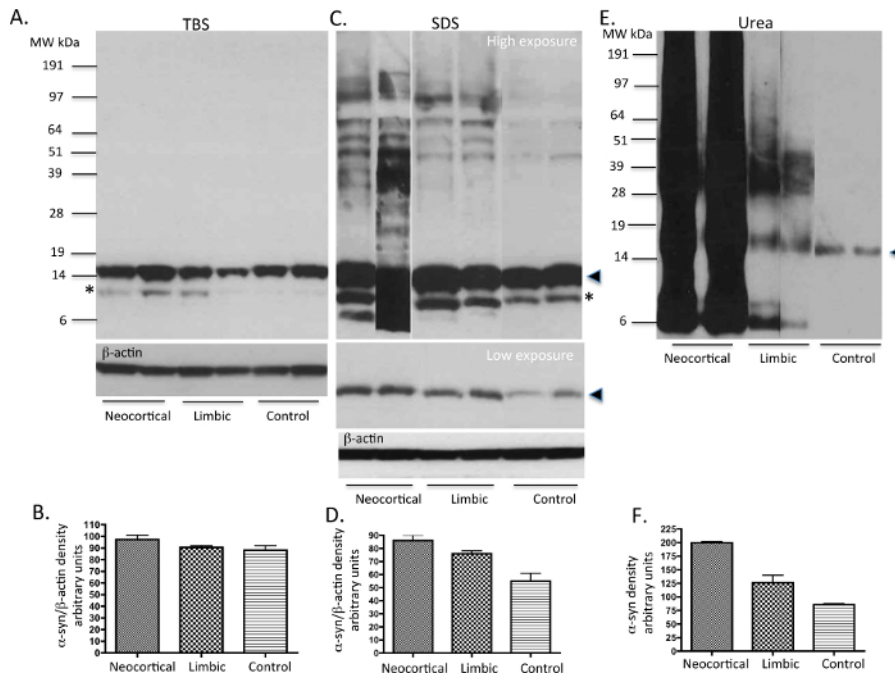 A.
TBS
MW kDa
191
97
64
51
39
28
19
14
*
6
β-actin
Neocortical Limbic Control
C.
SDS
High exposure
*
Low exposure
β-actin
Neocortical Limbic Control
E.
Urea
MW kDa
191
97
64
51
39
28
19
14
6
Neocortical Limbic Control
B.
α-syn/β-actin density
arbitrary units
110
100
90
80
70
60
50
40
30
20
10
0
Neocortical Limbic Control
D.
α-syn/β-actin density
arbitrary units
90
80
70
60
50
40
30
20
10
0
Neocortical Limbic Control
F.
α-syn density
arbitrary units
225
200
175
150
125
100
75
50
25
0
Neocortical Limbic Control